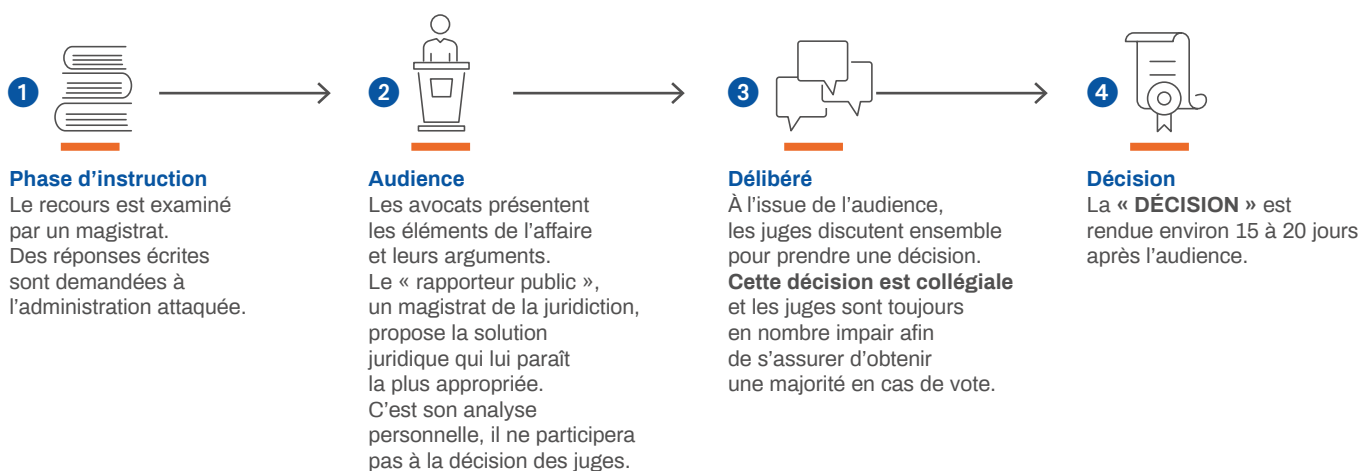 1
Phase d’instruction
Le recours est examiné
par un magistrat.
Des réponses écrites
sont demandées à
l’administration attaquée.
2
Audience
Les avocats présentent
les éléments de l’affaire
et leurs arguments.
Le « rapporteur public »,
un magistrat de la juridiction,
propose la solution
juridique qui lui paraît
la plus appropriée.
C’est son analyse
personnelle, il ne participera
pas à la décision des juges.
3
Délibéré
À l’issue de l’audience,
les juges discutent ensemble
pour prendre une décision.
Cette décision est collégiale
et les juges sont toujours
en nombre impair afin
de s’assurer d’obtenir
une majorité en cas de vote.
4
Décision
La « DÉCISION » est
rendue environ 15 à 20 jours
après l’audience.